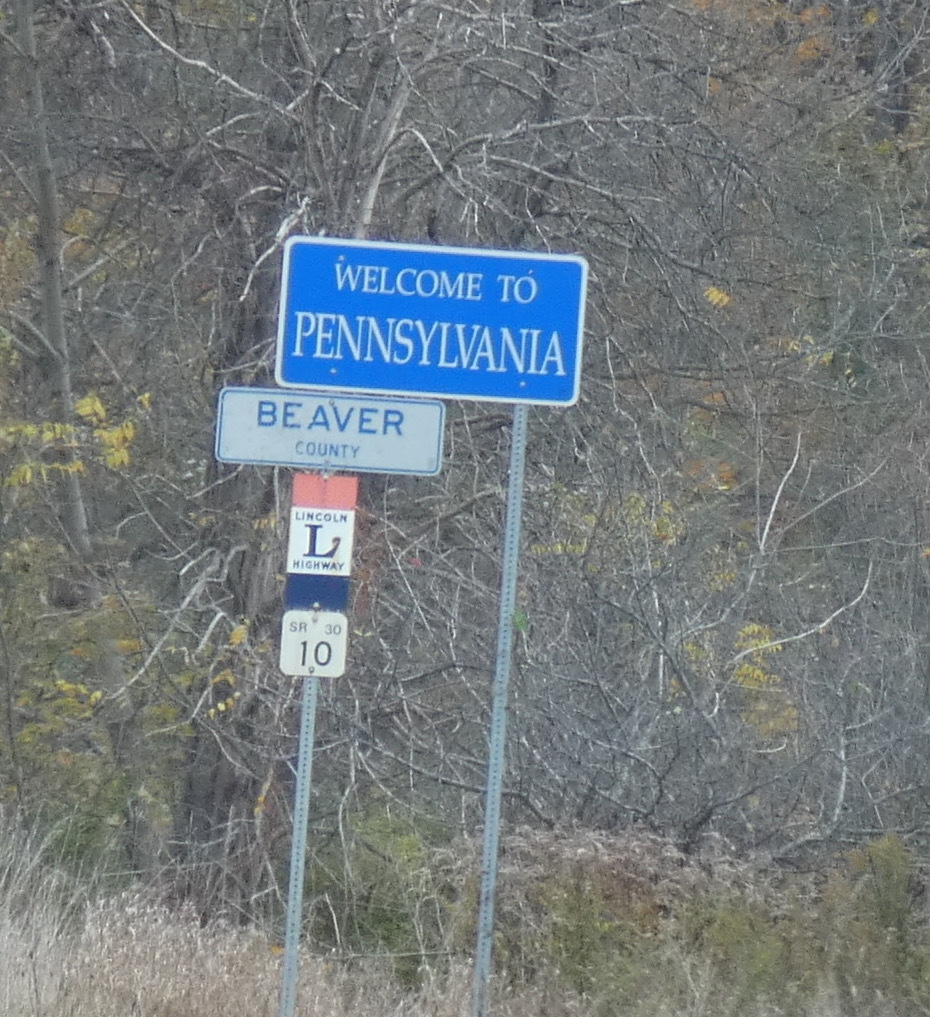 WELCOME TO
PENNSYLVANIA
BEAVER
COUNTY
LINCOLN
L
HIGHWAY
SR 30
10